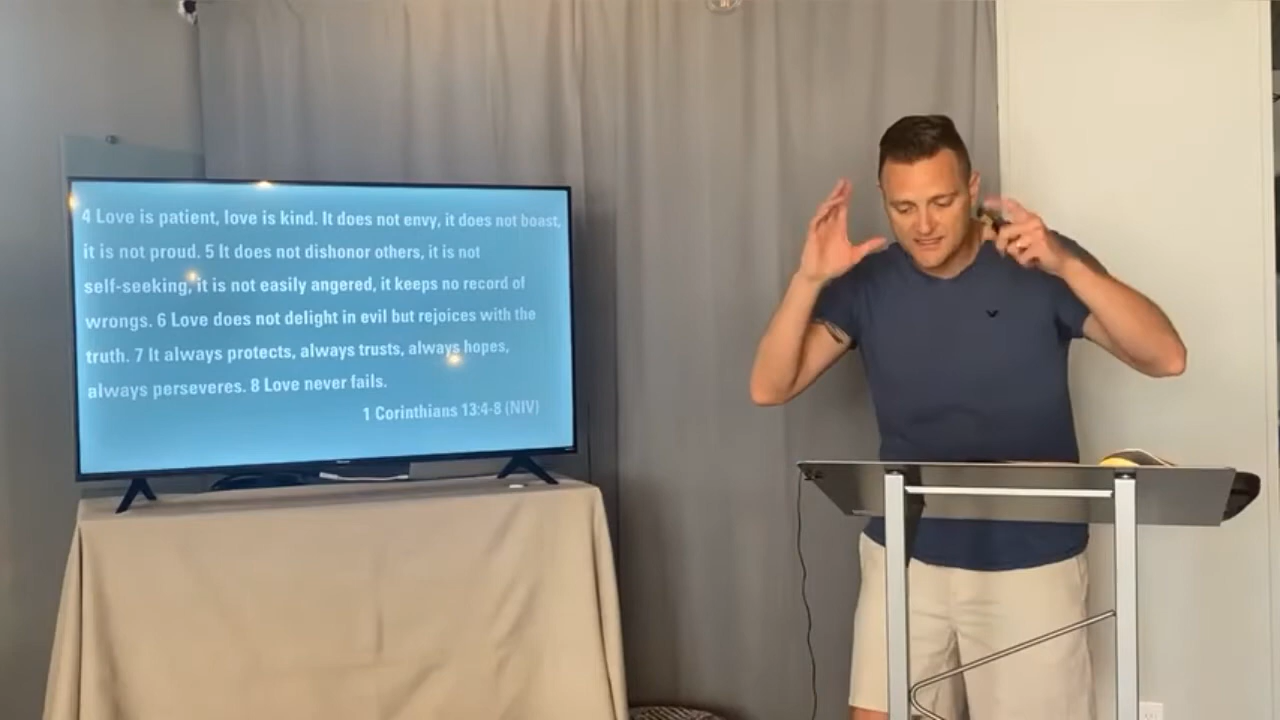 4 Love is patient, love is kind. It does not envy, it does not boast,
it is not proud. 5 It does not dishonor others, it is not
self-seeking, it is not easily angered, it keeps no record of
wrongs. 6 Love does not delight in evil but rejoices with the
truth. 7 It always protects, always trusts, always hopes,
always perseveres. 8 Love never fails.
1 Corinthians 13:4-8 (NIV)